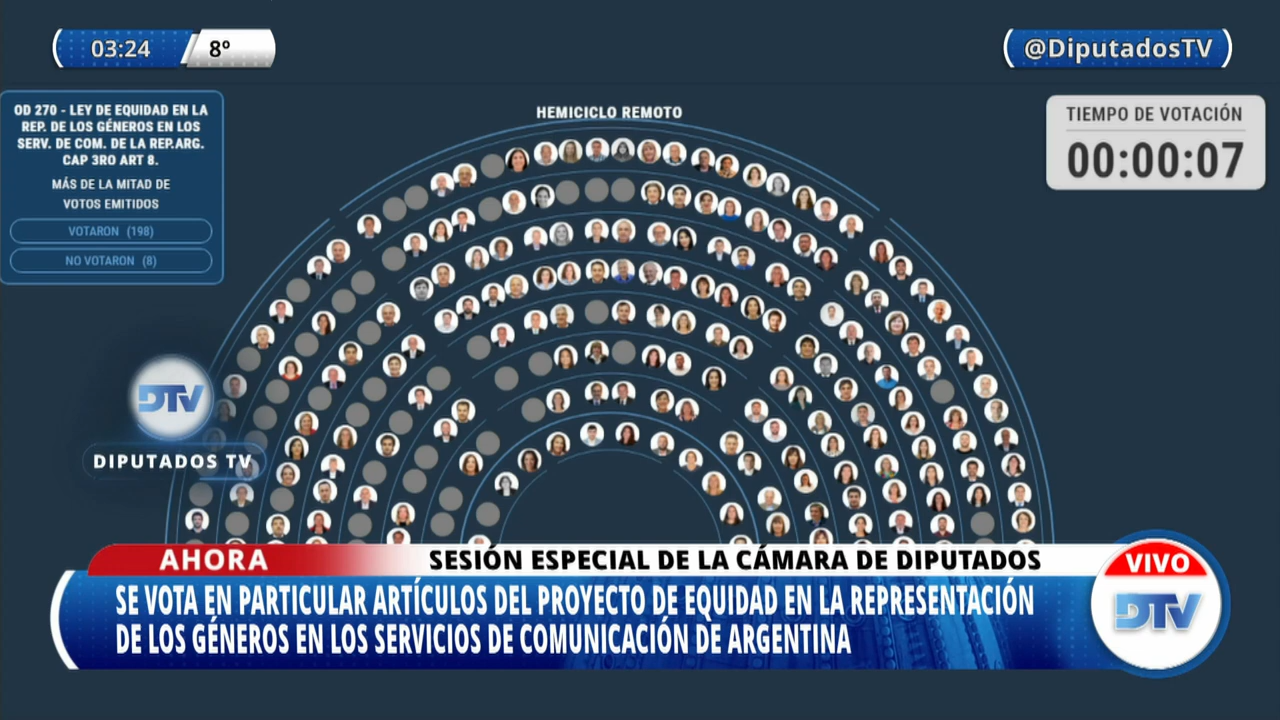 03:24
8º
@DiputadosTV
OD 270 - LEY DE EQUIDAD EN LA
REP. DE LOS GÉNEROS EN LOS
SERV. DE COM. DE LA REP.ARG.
CAP 3RO ART 8.
MÁS DE LA MITAD DE
VOTOS EMITIDOS
VOTARON (198)
NO VOTARON (8)
HEMICICLO REMOTO
TIEMPO DE VOTACIÓN
00:00:07
DTV
DIPUTADOS TV
AHORA
SESIÓN ESPECIAL DE LA CÁMARA DE DIPUTADOS
SE VOTA EN PARTICULAR ARTÍCULOS DEL PROYECTO DE EQUIDAD EN LA REPRESENTACIÓN
DE LOS GÉNEROS EN LOS SERVICIOS DE COMUNICACIÓN DE ARGENTINA
VIVO
DTV